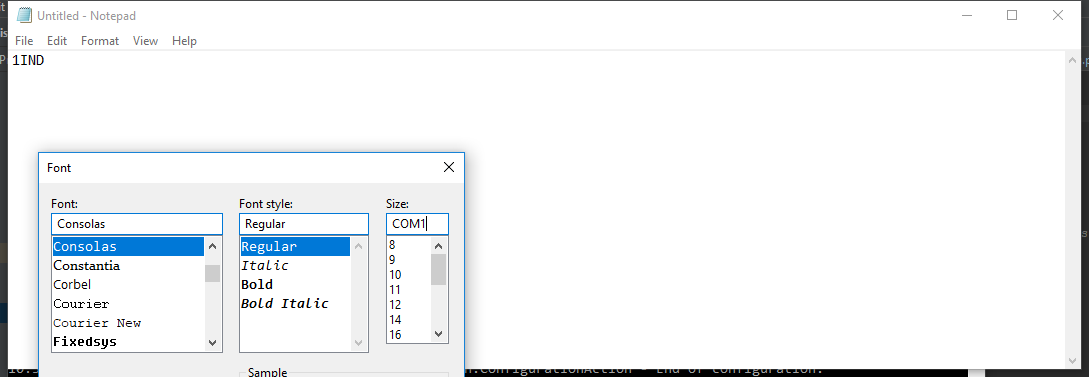 Untitled - Notepad
File Edit Format View Help
1IND
Font
Font: Font style: Size:
Consolas Regular COM1
Consolas Regular 8
Constantia Italic 9
Corbel Bold 10
Courier Bold Italic 11
Courier New 12
Fixedsys 14
16
Sample
.ConfigurationAction - End of configuration.